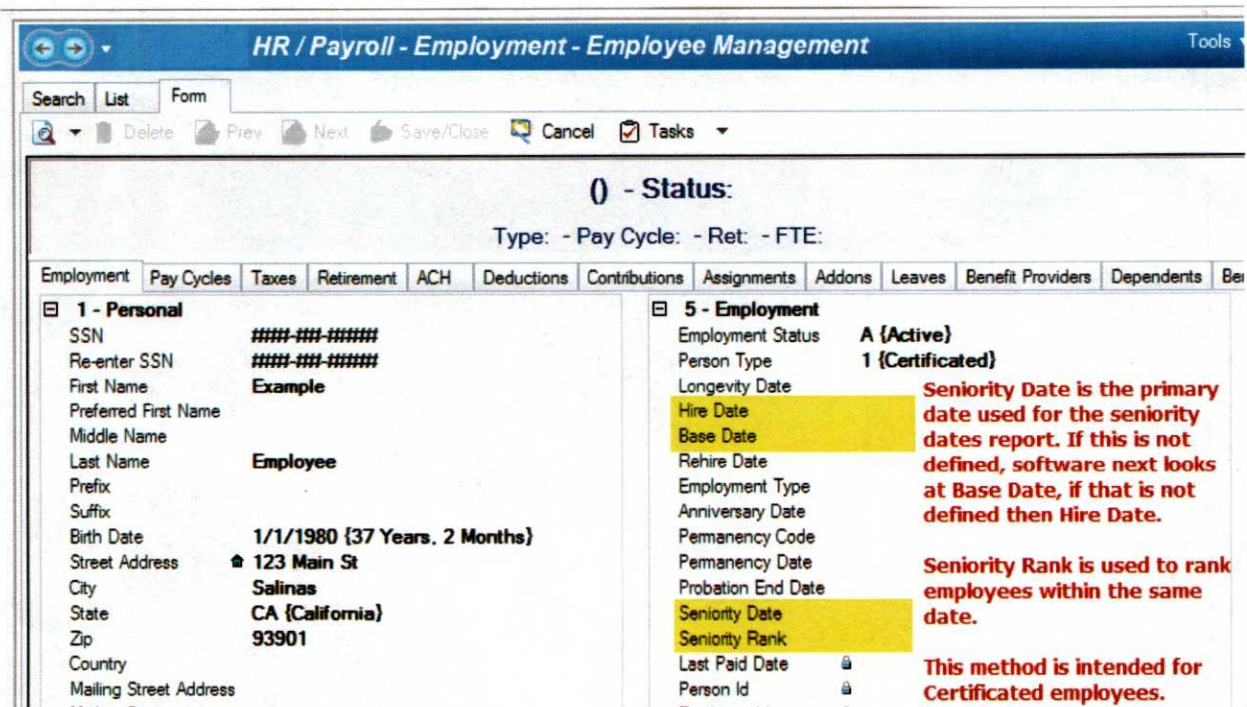 HR / Payroll - Employment - Employee Management
Tools
Search List Form
Delete Prev Next Save/Close Cancel Tasks
() - Status:
Type: - Pay Cycle: - Ret: - FTE:
Employment Pay Cycles Taxes Retirement ACH Deductions Contributions Assignments Addons Leaves Benefit Providers Dependents Ber
1 - Personal
SSN ###-##-####
Re-enter SSN ###-##-####
First Name Example
Preferred First Name
Middle Name
Last Name Employee
Prefix
Suffix
Birth Date 1/1/1980 {37 Years, 2 Months}
Street Address 123 Main St
City Salinas
State CA {California}
Zip 93901
Country
Mailing Street Address
5 - Employment
Employment Status A {Active}
Person Type 1 {Certificated}
Longevity Date
Hire Date
Base Date
Rehire Date
Employment Type
Anniversary Date
Permanency Code
Permanency Date
Probation End Date
Seniority Date
Seniority Rank
Last Paid Date
Person Id
Seniority Date is the primary
date used for the seniority
dates report. If this is not
defined, software next looks
at Base Date, if that is not
defined then Hire Date.
Seniority Rank is used to rank
employees within the same
date.
This method is intended for
Certificated employees.